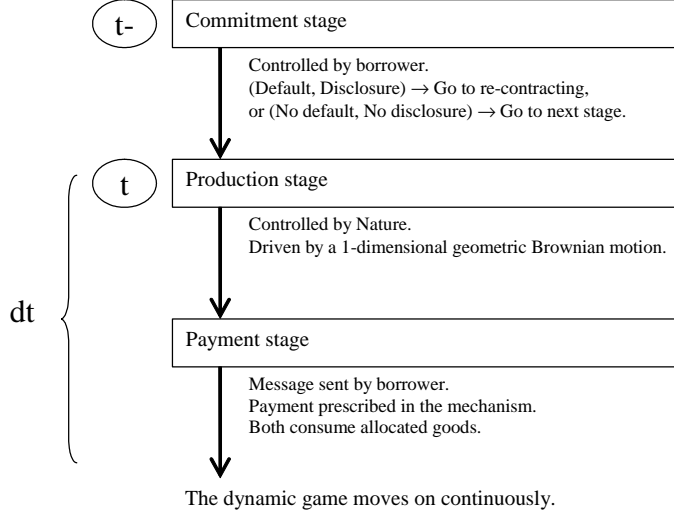 t-
Commitment stage
Controlled by borrower.
(Default, Disclosure) → Go to re-contracting,
or (No default, No disclosure) → Go to next stage.
t
Production stage
Controlled by Nature.
Driven by a 1-dimensional geometric Brownian motion.
dt
Payment stage
Message sent by borrower.
Payment prescribed in the mechanism.
Both consume allocated goods.
The dynamic game moves on continuously.